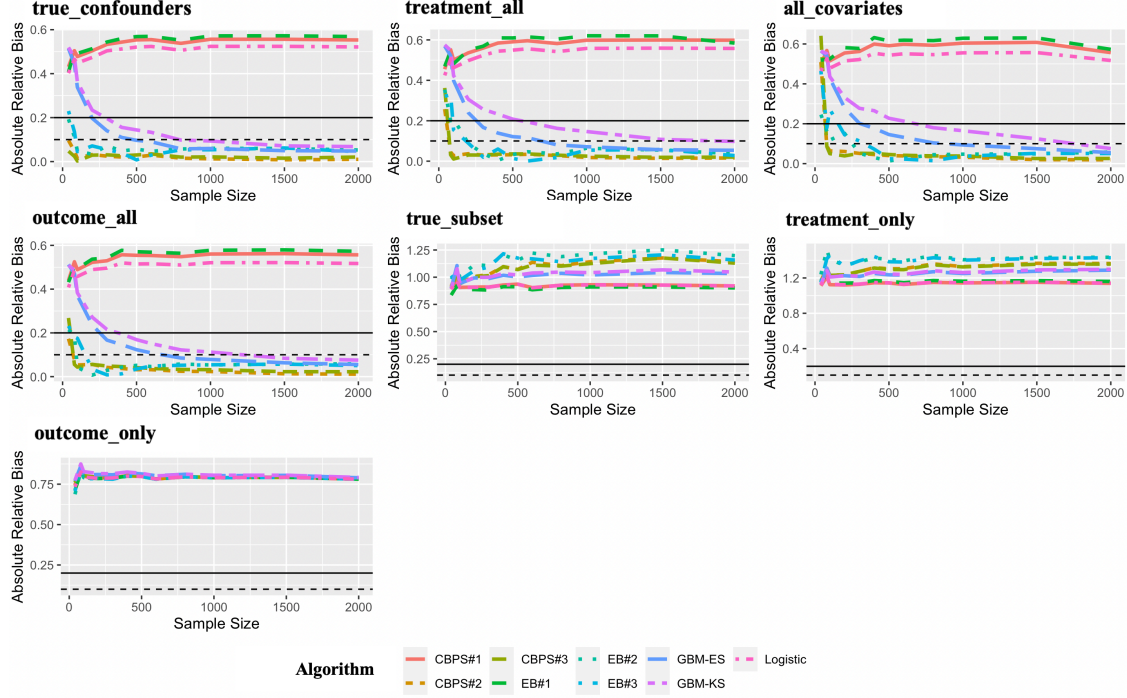 true_confounders
treatment_all
all_covariates
Absolute Relative Bias
0.6
0.4
0.2
0.0
0
500
1000
1500
2000
Sample Size
Absolute Relative Bias
0.6
0.4
0.2
0.0
0
500
1000
1500
2000
Sample Size
Absolute Relative Bias
0.6
0.4
0.2
0.0
0
500
1000
1500
2000
Sample Size
outcome_all
true_subset
treatment_only
Absolute Relative Bias
0.6
0.4
0.2
0.0
0
500
1000
1500
2000
Sample Size
Absolute Relative Bias
1.25
1.00
0.75
0.50
0.25
0
500
1000
1500
2000
Sample Size
Absolute Relative Bias
1.2
0.8
0.4
0
500
1000
1500
2000
Sample Size
outcome_only
Absolute Relative Bias
0.75
0.50
0.25
0
500
1000
1500
2000
Sample Size
Algorithm
CBPS#1 CBPS#3 EB#2 GBM-ES Logistic
CBPS#2 EB#1 EB#3 GBM-KS